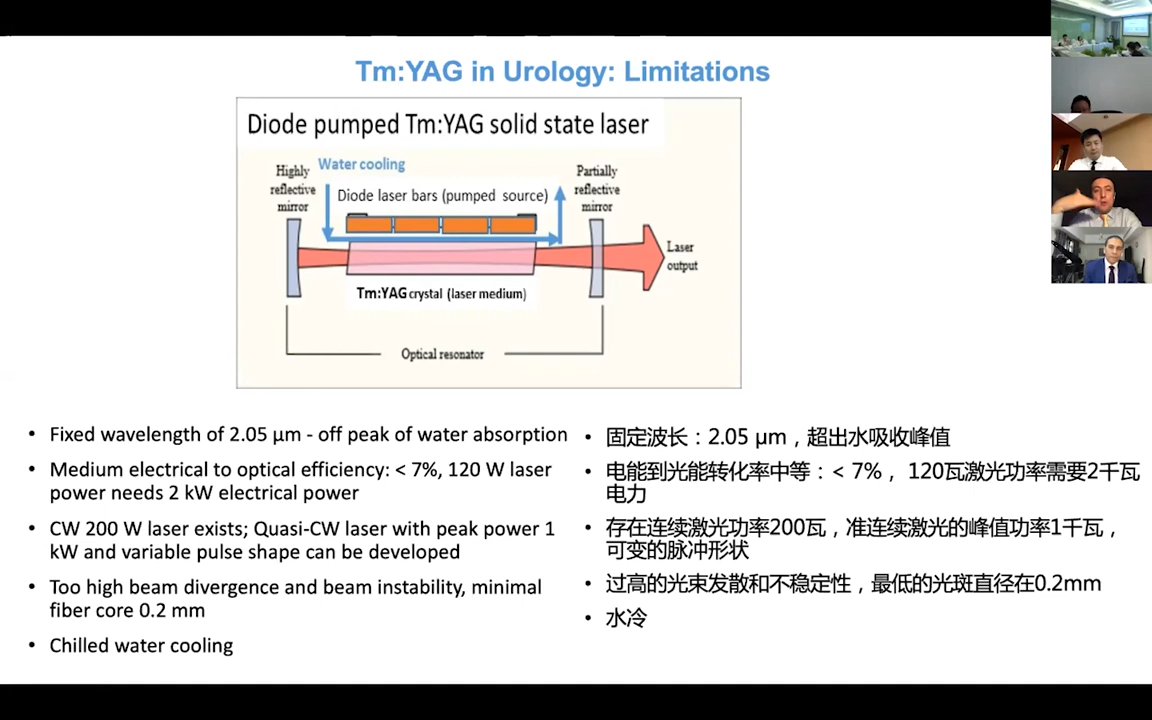 Tm:YAG in Urology: Limitations
Diode pumped Tm:YAG solid state laser
Highly
reflective
mirror
Water cooling
Diode laser bars (pumped source)
Partially
reflective
mirror
Laser
output
Tm:YAG crystal (laser medium)
Optical resonator
• Fixed wavelength of 2.05 µm - off peak of water absorption
• Medium electrical to optical efficiency: < 7%, 120 W laser
power needs 2 kW electrical power
• CW 200 W laser exists; Quasi-CW laser with peak power 1
kW and variable pulse shape can be developed
• Too high beam divergence and beam instability, minimal
fiber core 0.2 mm
• Chilled water cooling
• 固定波长：2.05 µm，超出水吸收峰值
• 电能到光能转化率中等：< 7%， 120瓦激光功率需要2千瓦
电力
• 存在连续激光功率200瓦，准连续激光的峰值功率1千瓦，
可变的脉冲形状
• 过高的光束发散和不稳定性，最低的光斑直径在0.2mm
• 水冷